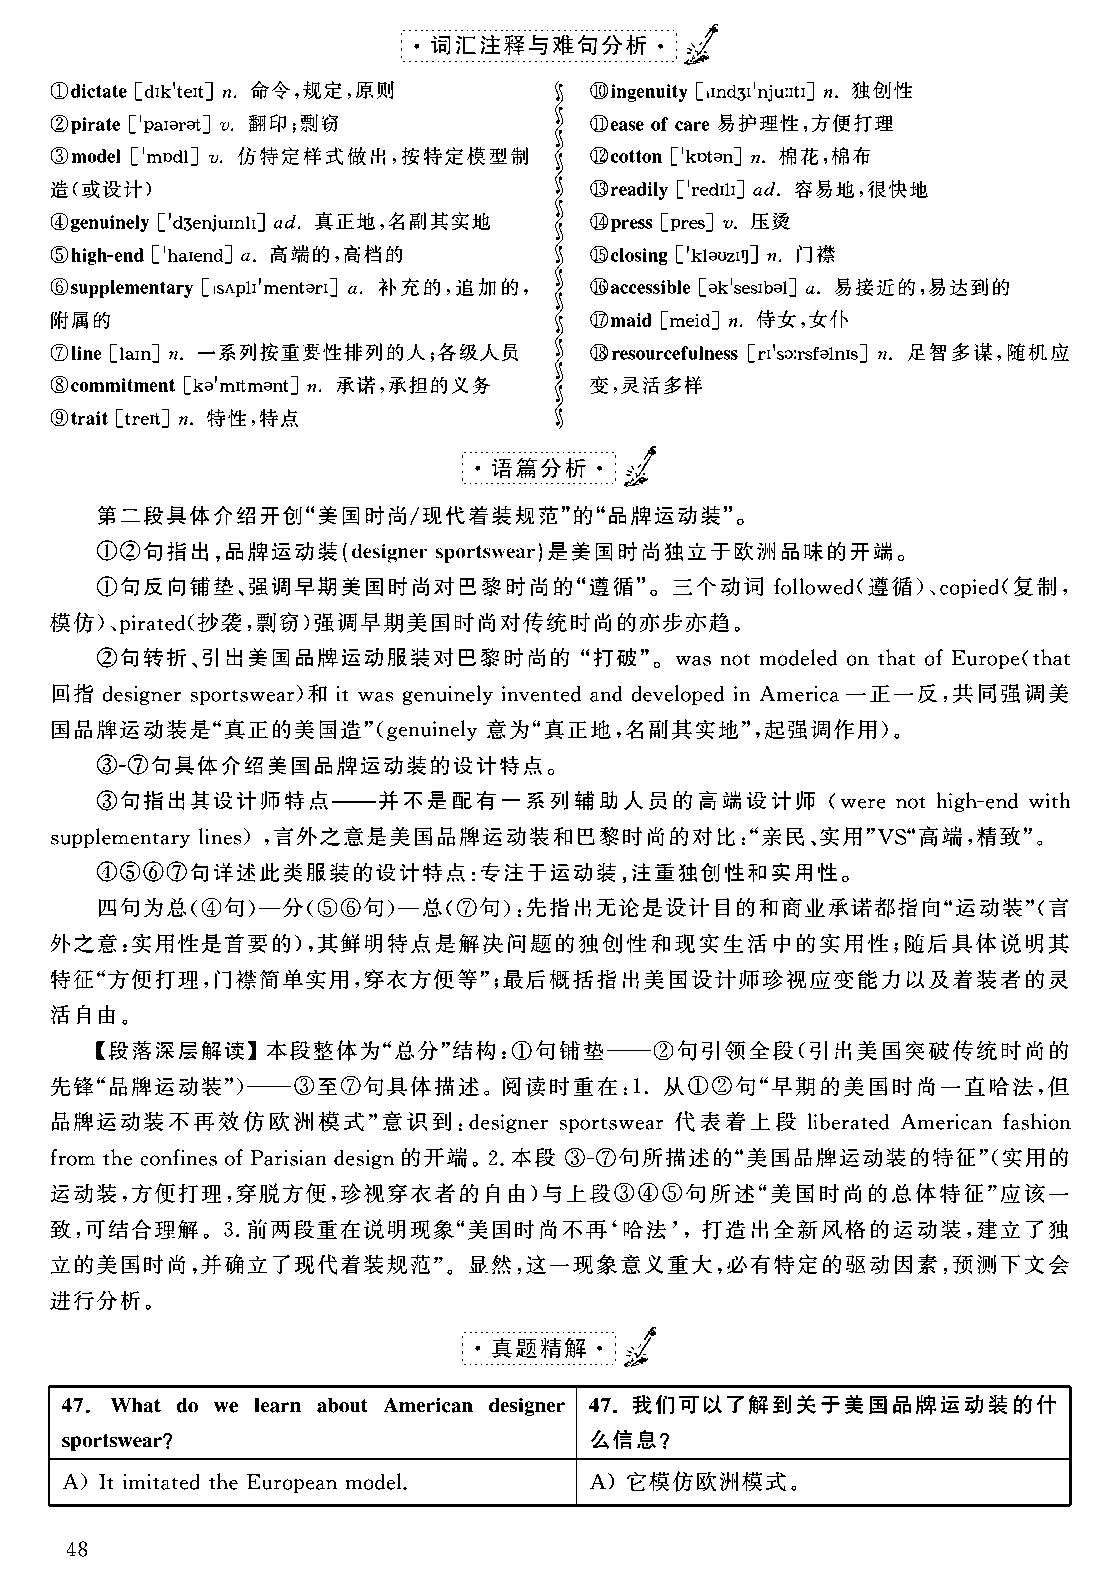 ·词汇注释与难句分析·
①dictate [dɪk'teɪt] n. 命令,规定,原则
②pirate ['paɪərət] v. 翻印;剽窃
③model ['mɒdl] v. 仿特定样式做出,按特定模型制
造(或设计)
④genuinely ['dʒenjuɪnlɪ] ad. 真正地,名副其实地
⑤high-end ['haɪend] a. 高端的,高档的
⑥supplementary [ˌsʌplɪ'mentərɪ] a. 补充的,追加的,
附属的
⑦line [laɪn] n. 一系列按重要性排列的人;各级人员
⑧commitment [kə'mɪtmənt] n. 承诺,承担的义务
⑨trait [treɪt] n. 特性,特点
⑩ingenuity [ˌɪndʒɪ'njuːɪtɪ] n. 独创性
⑪ease of care 易护理性,方便打理
⑫cotton ['kɒtən] n. 棉花,棉布
⑬readily ['redɪlɪ] ad. 容易地,很快地
⑭press [pres] v. 压烫
⑮closing ['kləʊzɪŋ] n. 门襟
⑯accessible [ək'sesɪbəl] a. 易接近的,易达到的
⑰maid [meid] n. 侍女,女仆
⑱resourcefulness [rɪ'sɔːrsfəlnɪs] n. 足智多谋,随机应
变,灵活多样
·语篇分析·
第二段具体介绍开创“美国时尚/现代着装规范”的“品牌运动装”。
①②句指出,品牌运动装(designer sportswear)是美国时尚独立于欧洲品味的开端。
①句反向铺垫、强调早期美国时尚对巴黎时尚的“遵循”。三个动词 followed(遵循)、copied(复制,
模仿)、pirated(抄袭,剽窃)强调早期美国时尚对传统时尚的亦步亦趋。
②句转折、引出美国品牌运动服装对巴黎时尚的 “打破”。was not modeled on that of Europe(that
回指 designer sportswear)和 it was genuinely invented and developed in America 一正一反,共同强调美
国品牌运动装是“真正的美国造”(genuinely 意为“真正地,名副其实地”,起强调作用)。
③-⑦句具体介绍美国品牌运动装的设计特点。
③句指出其设计师特点——并不是配有一系列辅助人员的高端设计师 (were not high-end with
supplementary lines) ,言外之意是美国品牌运动装和巴黎时尚的对比:“亲民、实用”VS“高端,精致”。
④⑤⑥⑦句详述此类服装的设计特点:专注于运动装,注重独创性和实用性。
四句为总(④句)—分(⑤⑥句)—总(⑦句):先指出无论是设计目的和商业承诺都指向“运动装”(言
外之意:实用性是首要的),其鲜明特点是解决问题的独创性和现实生活中的实用性;随后具体说明其
特征“方便打理,门襟简单实用,穿衣方便等”;最后概括指出美国设计师珍视应变能力以及着装者的灵
活自由。
【段落深层解读】本段整体为“总分”结构:①句铺垫——②句引领全段(引出美国突破传统时尚的
先锋“品牌运动装”)——③至⑦句具体描述。阅读时重在:1. 从①②句“早期的美国时尚一直哈法,但
品牌运动装不再效仿欧洲模式”意识到:designer sportswear 代表着上段 liberated American fashion
from the confines of Parisian design的开端。2.本段 ③-⑦句所描述的“美国品牌运动装的特征”(实用的
运动装,方便打理,穿脱方便,珍视穿衣者的自由)与上段③④⑤句所述“美国时尚的总体特征”应该一
致,可结合理解。3.前两段重在说明现象“美国时尚不再‘哈法’, 打造出全新风格的运动装,建立了独
立的美国时尚,并确立了现代着装规范”。显然,这一现象意义重大,必有特定的驱动因素,预测下文会
进行分析。
·真题精解·
47. What do we learn about American designer
sportswear?
47. 我们可以了解到关于美国品牌运动装的什
么信息?
A) It imitated the European model.
A) 它模仿欧洲模式。
48